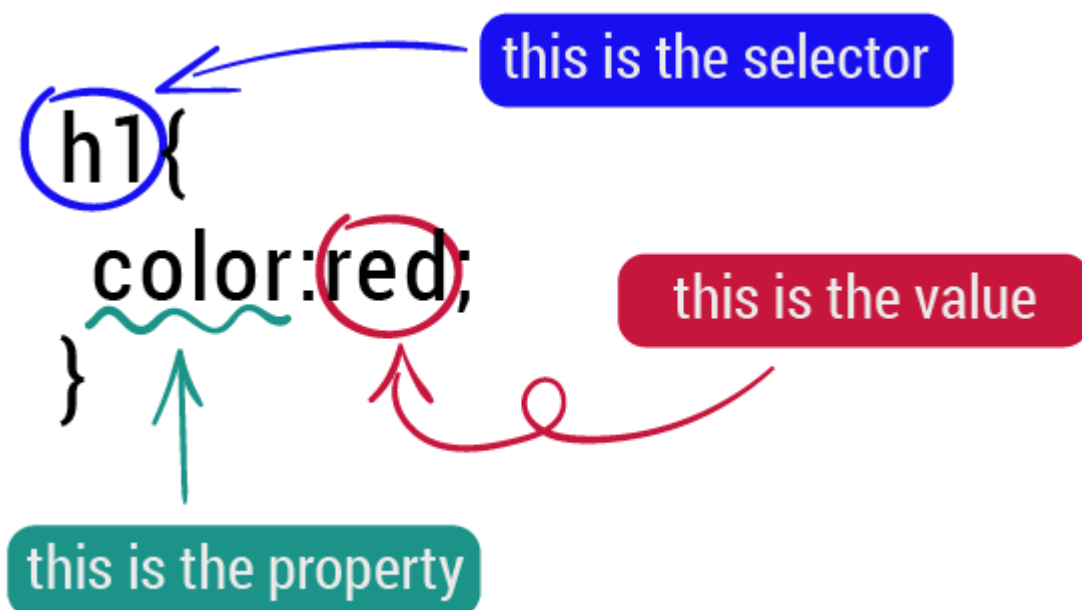 this is the selector
h1{
color:red;
this is the value
}
this is the property